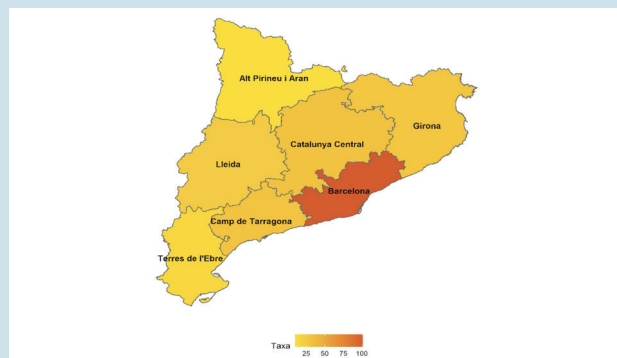 Alt Pirineu i Aran
Girona
Catalunya Central
Lleida
Barcelona
Camp de Tarragona
Terres de l'Ebre
Taxa
25 50 75 100